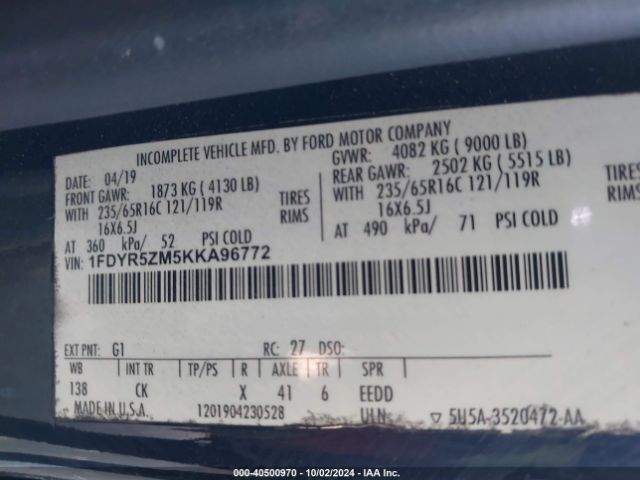 INCOMPLETE VEHICLE MFD. BY FORD MOTOR COMPANY
DATE: 04/19 GVWR: 4082 KG ( 9000 LB)
FRONT GAWR: 1873 KG ( 4130 LB) REAR GAWR: 2502 KG ( 5515 LB)
WITH 235/65R16C 121/119R TIRES WITH 235/65R16C 121/119R TIRES
16X6.5J RIMS 16X6.5J RIMS
AT 360 kPa/ 52 PSI COLD AT 490 kPa/ 71 PSI COLD
VIN: 1FDYR5ZM5KKA96772
EXT PNT: G1 RC: 27 DSO:
WB INT TR TP/PS R AXLE TR SPR
138 CK X 41 6 EEDD
MADE IN U.S.A. 1201904230528 ULN ▽ 5U5A-3520472-AA
000-40500970 - 10/02/2024 - IAA Inc.